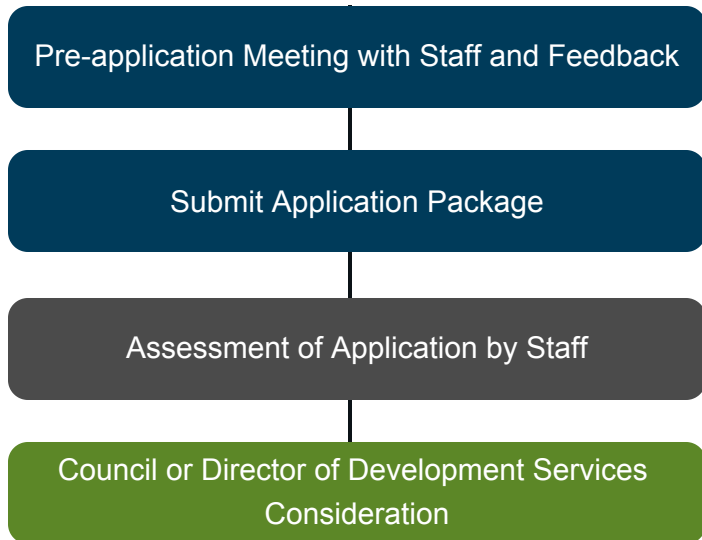 Pre-application Meeting with Staff and Feedback
Submit Application Package
Assessment of Application by Staff
Council or Director of Development Services
Consideration